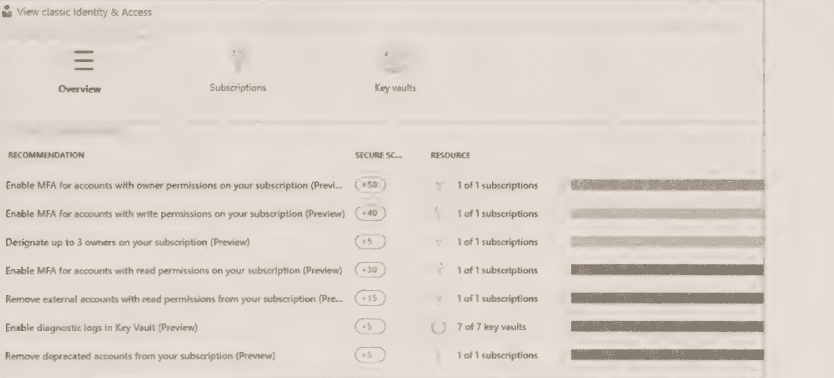 View classic Identity & Access
Overview Subscriptions Key vaults
RECOMMENDATION SECURE SC... RESOURCE
Enable MFA for accounts with owner permissions on your subscription (Previ... +50 1 of 1 subscriptions
Enable MFA for accounts with write permissions on your subscription (Preview) +40 1 of 1 subscriptions
Designate up to 3 owners on your subscription (Preview) +5 1 of 1 subscriptions
Enable MFA for accounts with read permissions on your subscription (Preview) +30 1 of 1 subscriptions
Remove external accounts with read permissions from your subscription (Pre... +15 1 of 1 subscriptions
Enable diagnostic logs in Key Vault (Preview) +5 7 of 7 key vaults
Remove deprecated accounts from your subscription (Preview) +5 1 of 1 subscriptions